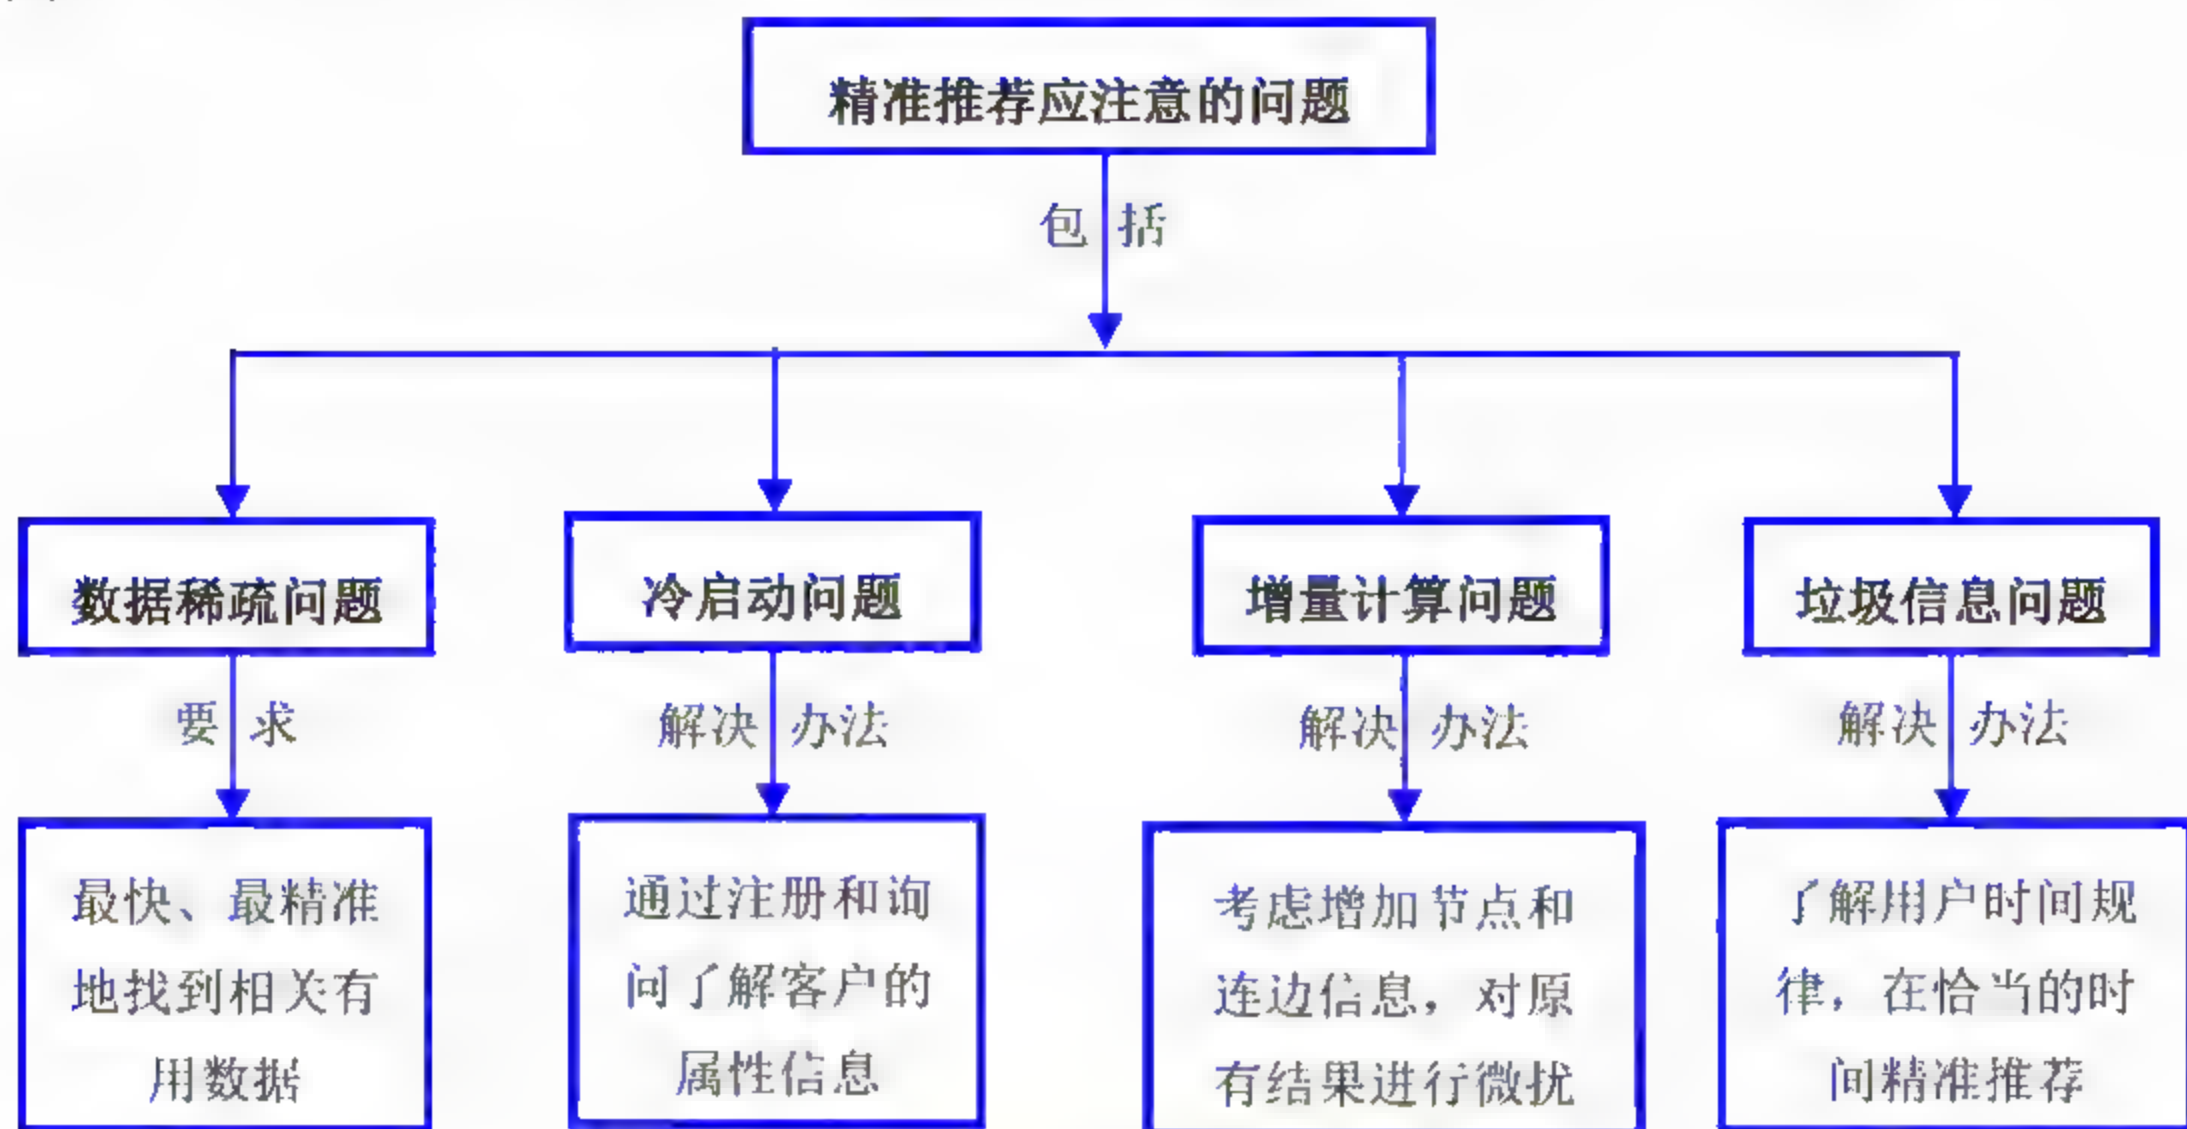 精准推荐应注意的问题
包括
数据稀疏问题
冷启动问题
增量计算问题
垃圾信息问题
要求
解决办法
解决办法
解决办法
最快、最精准
地找到相关有
用数据
通过注册和询
问了解客户的
属性信息
考虑增加节点和
连边信息，对原
有结果进行微扰
了解用户时间规
律，在恰当的时
间精准推荐